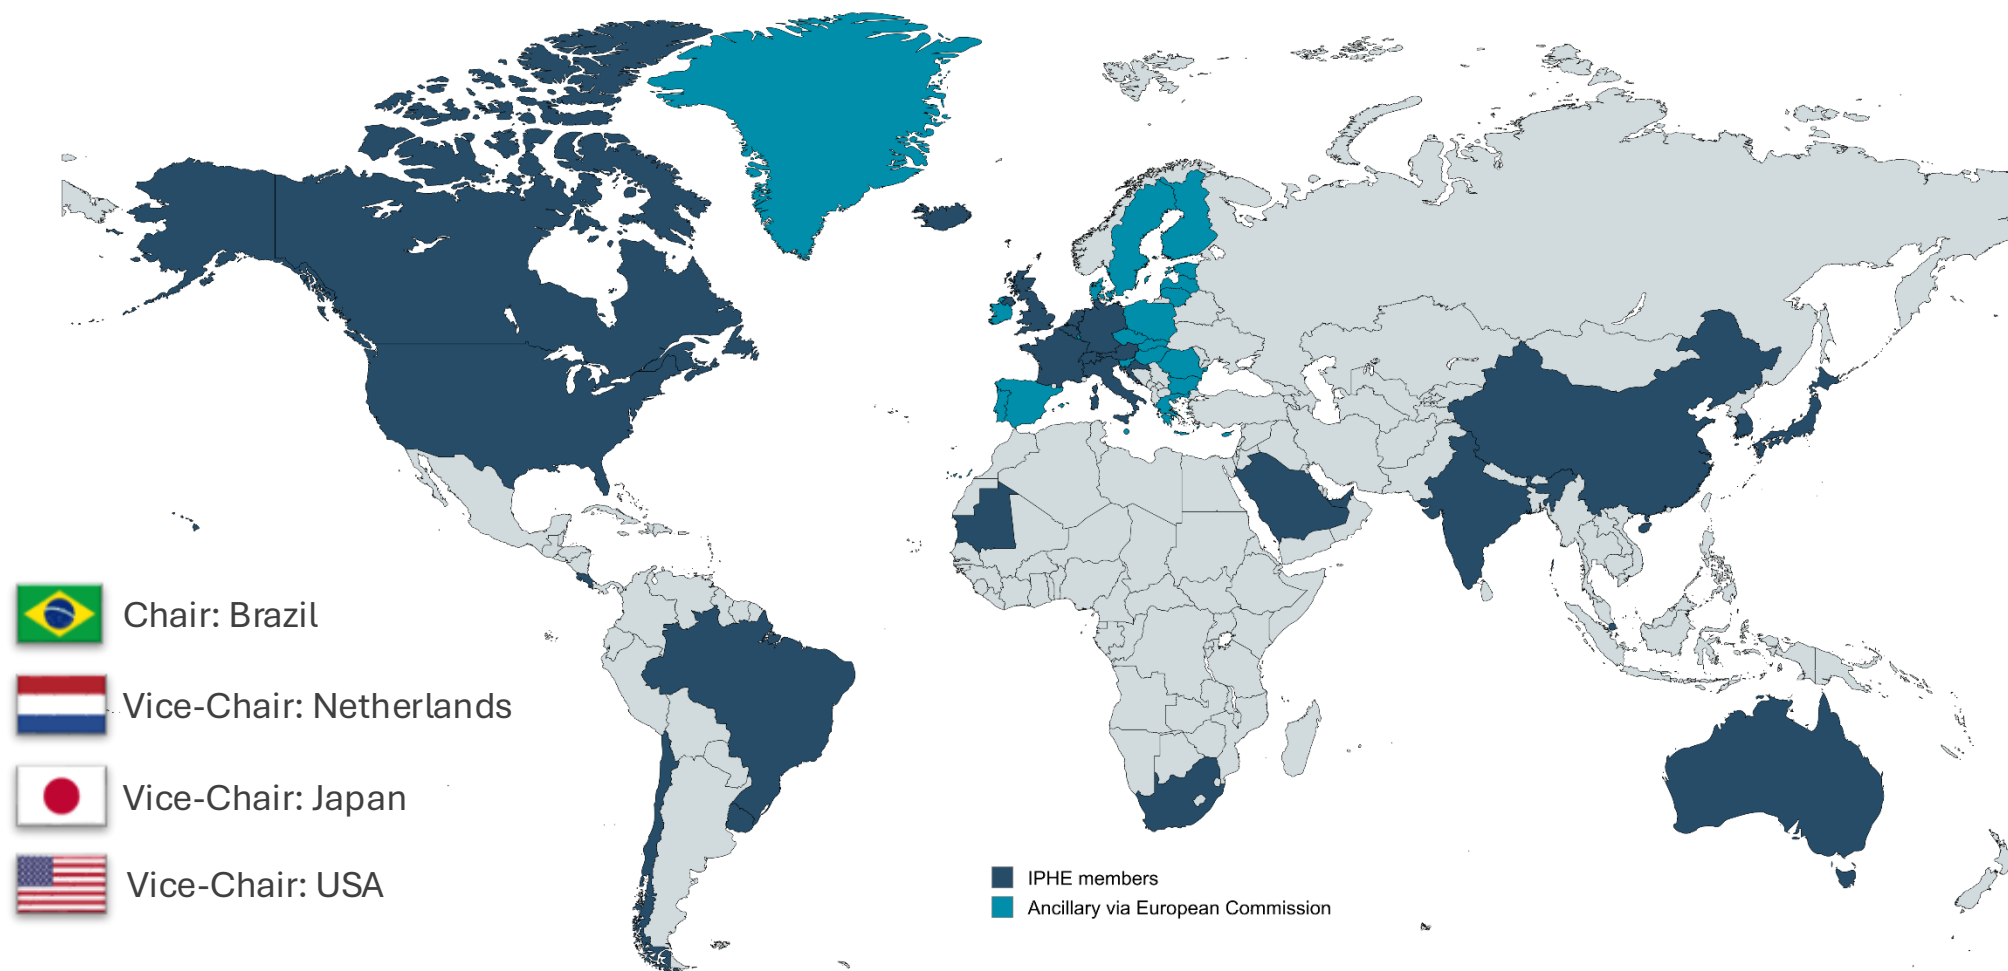 Chair: Brazil
Vice-Chair: Netherlands
Vice-Chair: Japan
Vice-Chair: USA
IPHE members
Ancillary via European Commission